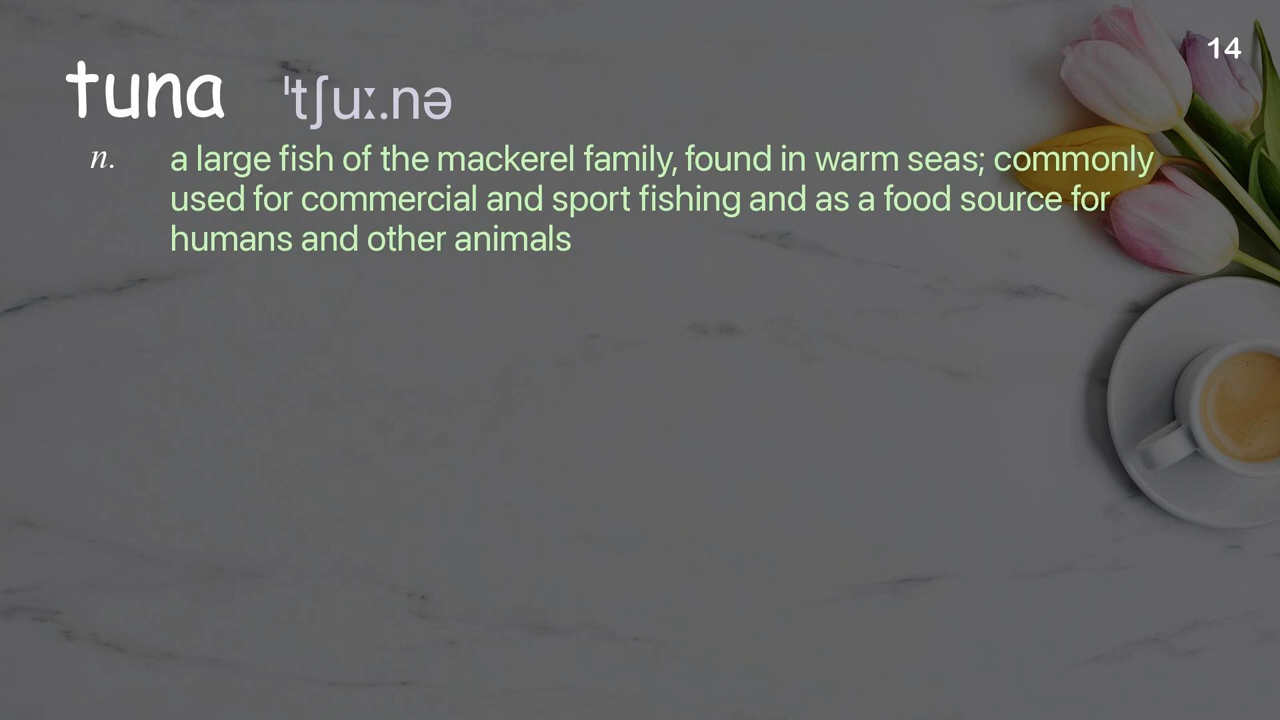 14
tuna ˈtʃuː.nə
n. a large fish of the mackerel family, found in warm seas; commonly
used for commercial and sport fishing and as a food source for
humans and other animals